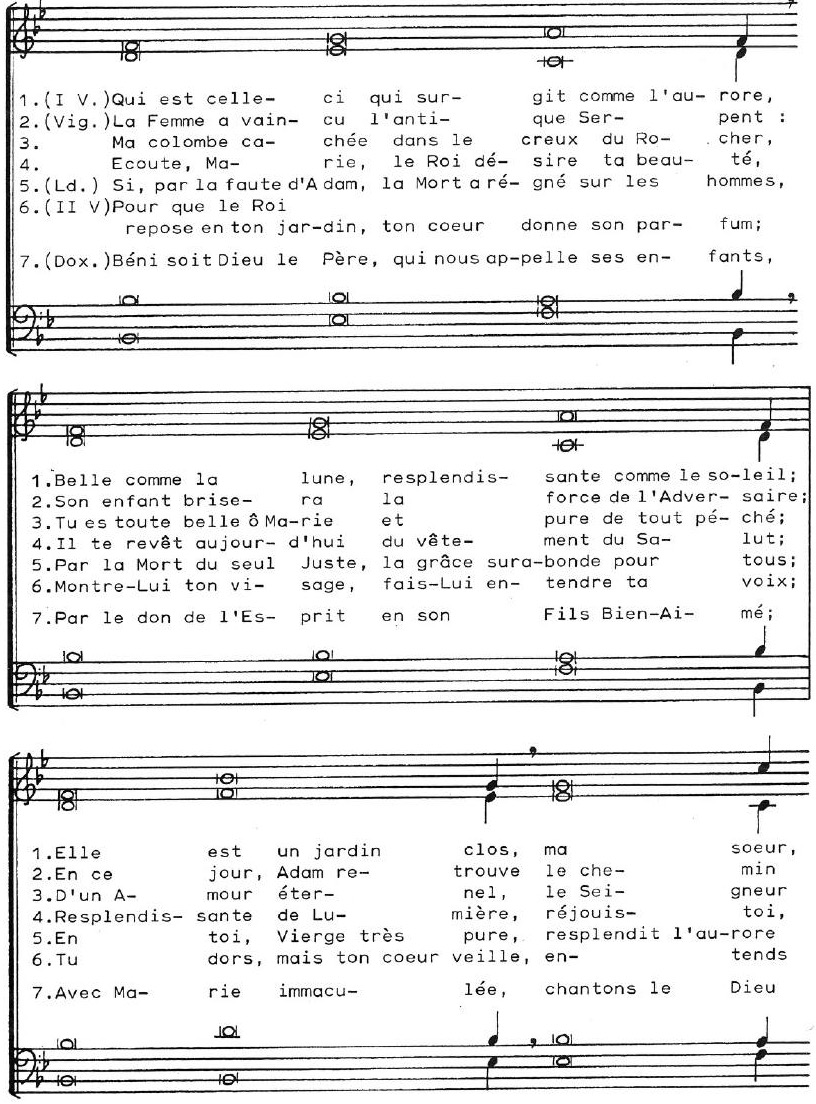 1.(I V.)Qui est celle- ci qui sur- git comme l'au- rore,
2.(Vig.)La Femme a vain- cu l'anti- que Ser- pent :
3. Ma colombe ca- chée dans le creux du Ro- cher,
4. Ecoute, Ma- rie, le Roi dé- sire ta beau- té,
5.(Ld.) Si, par la faute d'Adam, la Mort a ré- gné sur les hommes,
6.(II V)Pour que le Roi
repose en ton jar-din, ton coeur donne son par- fum;
7.(Dox.)Béni soit Dieu le Père, qui nous ap-pelle ses en- fants,
1.Belle comme la lune, resplendis- sante comme le so-leil;
2.Son enfant brise- ra la force de l'Adver- saire;
3.Tu es toute belle ô Ma-rie et pure de tout pé- ché;
4.Il te revêt aujour- d'hui du vête- ment du Sa- lut;
5.Par la Mort du seul Juste, la grâce sura-bonde pour tous;
6.Montre-Lui ton vi- sage, fais-Lui en- tendre ta voix;
7.Par le don de l'Es- prit en son Fils Bien-Ai- mé;
1.Elle est un jardin clos, ma soeur,
2.En ce jour, Adam re- trouve le che- min
3.D'un A- mour éter- nel, le Sei- gneur
4.Resplendis- sante de Lu- mière, réjouis- toi,
5.En toi, Vierge très pure, resplendit l'au-rore
6.Tu dors, mais ton coeur veille, en- tends
7.Avec Ma- rie immacu- lée, chantons le Dieu